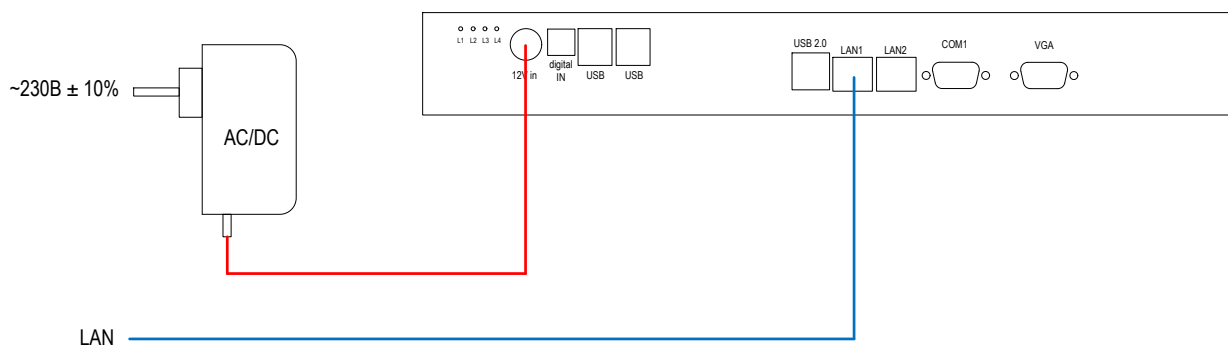 L1 L2 L3 L4
12V in
digital
IN
USB
USB
USB 2.0
LAN1
LAN2
COM1
VGA
~230В ± 10%
AC/DC
LAN